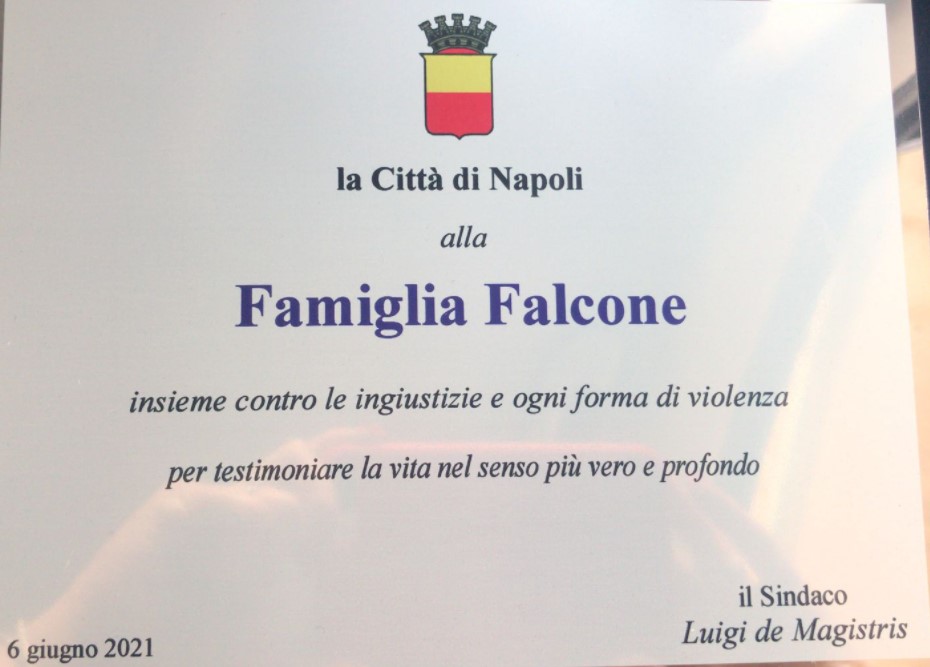 la Città di Napoli
alla
Famiglia Falcone
insieme contro le ingiustizie e ogni forma di violenza
per testimoniare la vita nel senso più vero e profondo
il Sindaco
6 giugno 2021
Luigi de Magistris